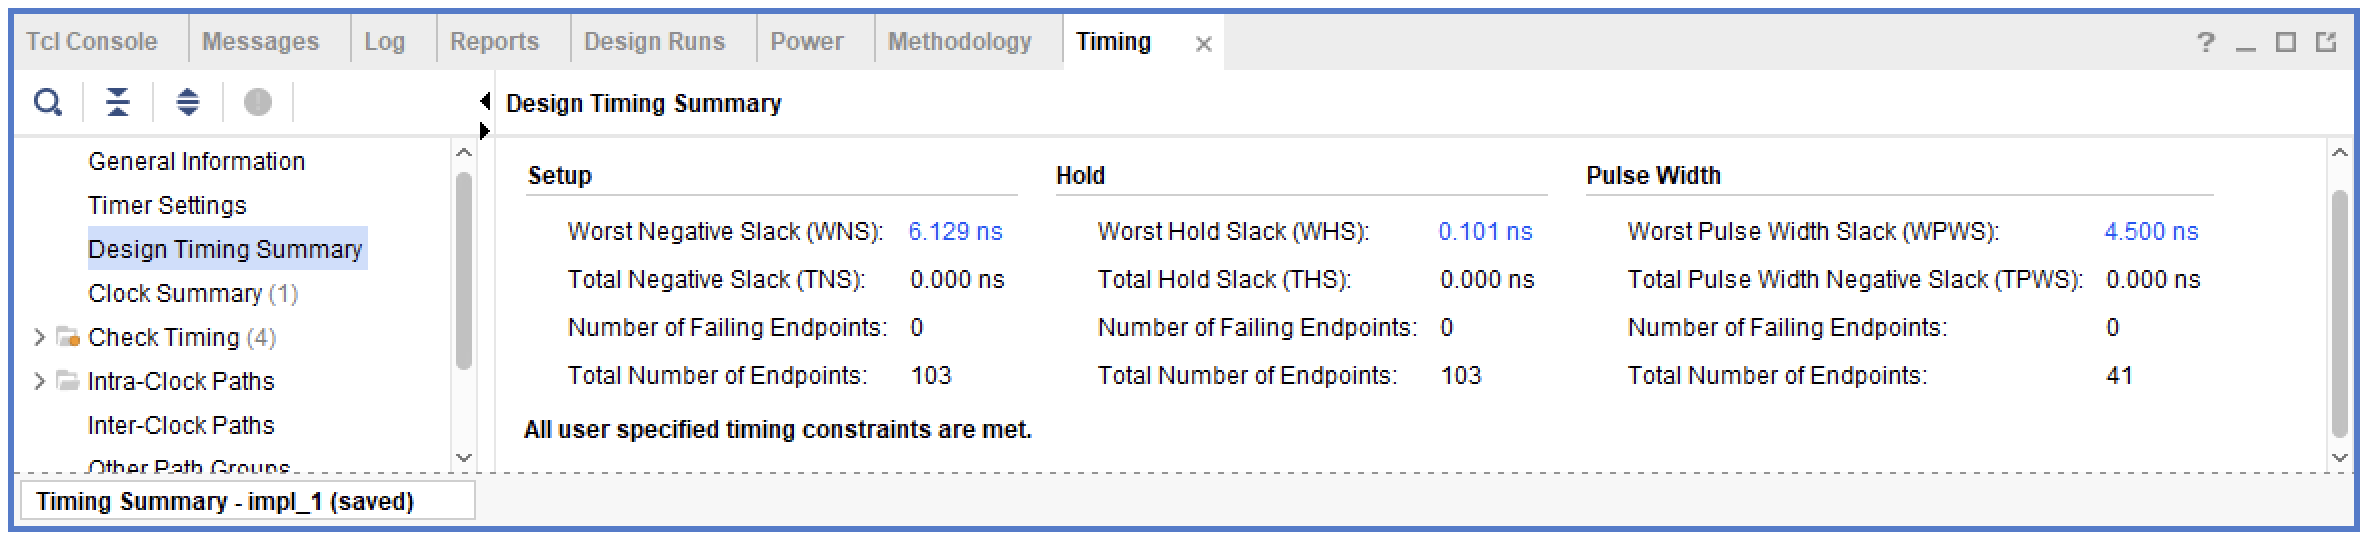 Tcl Console Messages Log Reports Design Runs Power Methodology Timing
Design Timing Summary
General Information
Timer Settings
Design Timing Summary
Clock Summary (1)
Check Timing (4)
Intra-Clock Paths
Inter-Clock Paths
Other Path Groups
Setup
Worst Negative Slack (WNS): 6.129 ns
Total Negative Slack (TNS): 0.000 ns
Number of Failing Endpoints: 0
Total Number of Endpoints: 103
Hold
Worst Hold Slack (WHS): 0.101 ns
Total Hold Slack (THS): 0.000 ns
Number of Failing Endpoints: 0
Total Number of Endpoints: 103
Pulse Width
Worst Pulse Width Slack (WPWS): 4.500 ns
Total Pulse Width Negative Slack (TPWS): 0.000 ns
Number of Failing Endpoints: 0
Total Number of Endpoints: 41
All user specified timing constraints are met.
Timing Summary - impl_1 (saved)